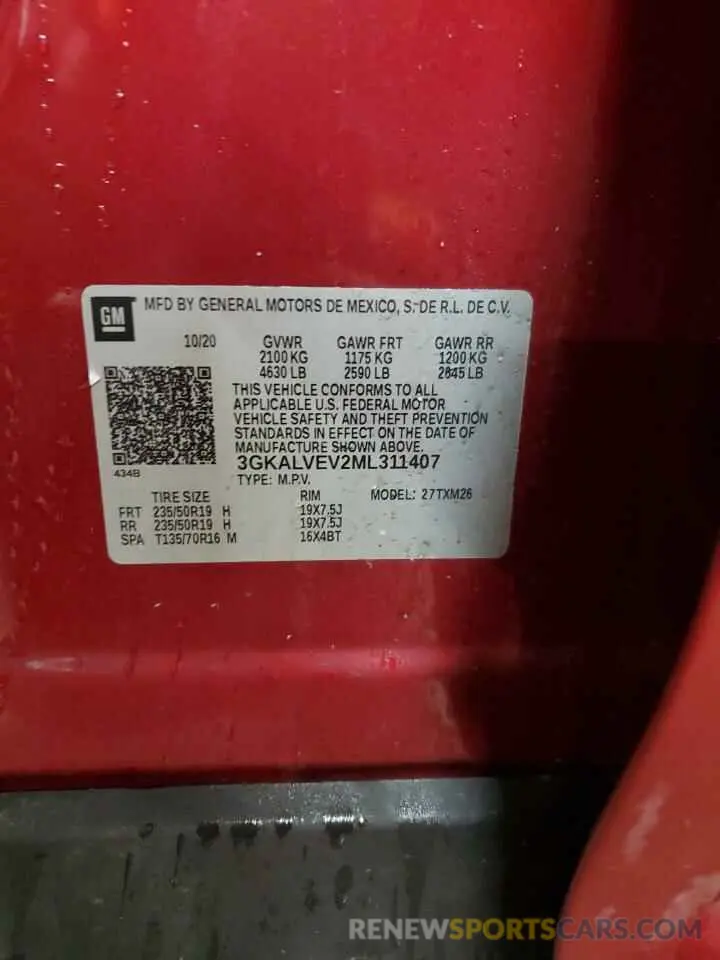 GM
MFD BY GENERAL MOTORS DE MEXICO, S. DE R.L. DE C.V.
10/20 GVWR GAWR FRT GAWR RR
2100 KG 1175 KG 1200 KG
4630 LB 2590 LB 2645 LB
THIS VEHICLE CONFORMS TO ALL
APPLICABLE U.S. FEDERAL MOTOR
VEHICLE SAFETY AND THEFT PREVENTION
STANDARDS IN EFFECT ON THE DATE OF
MANUFACTURE SHOWN ABOVE.
434B
3GKALVEV2ML311407
TYPE: M.P.V.
TIRE SIZE RIM MODEL: 27TXM26
FRT 235/50R19 H 19X7.5J
RR 235/50R19 H 19X7.5J
SPA T135/70R16 M 16X4BT
RENEWSPORTSCARS.COM